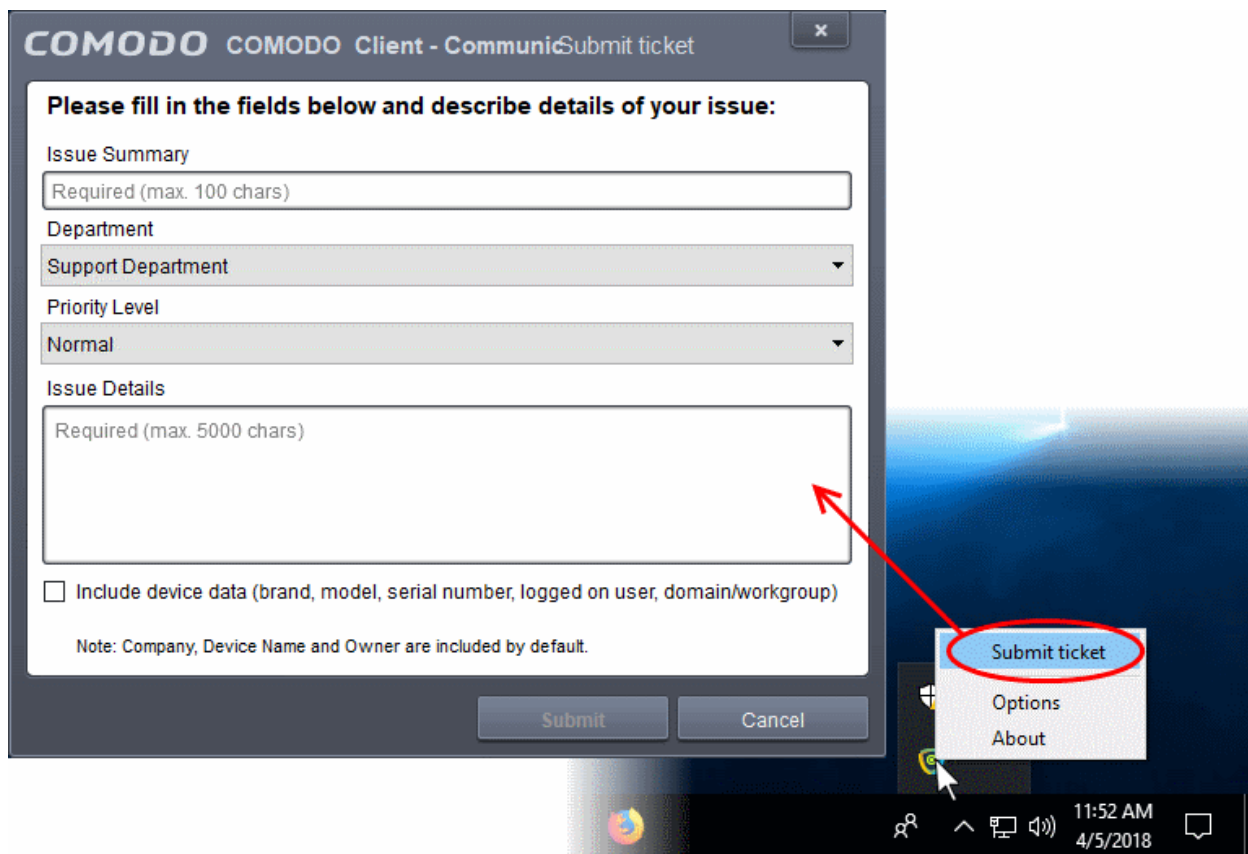 COMODO COMODO Client - CommunicSubmit ticket
x
Please fill in the fields below and describe details of your issue:
Issue Summary
Required (max. 100 chars)
Department
Support Department
Priority Level
Normal
Issue Details
Required (max. 5000 chars)
Include device data (brand, model, serial number, logged on user, domain/workgroup)
Note: Company, Device Name and Owner are included by default.
Submit
Cancel
Submit ticket
Options
About
11:52 AM
4/5/2018